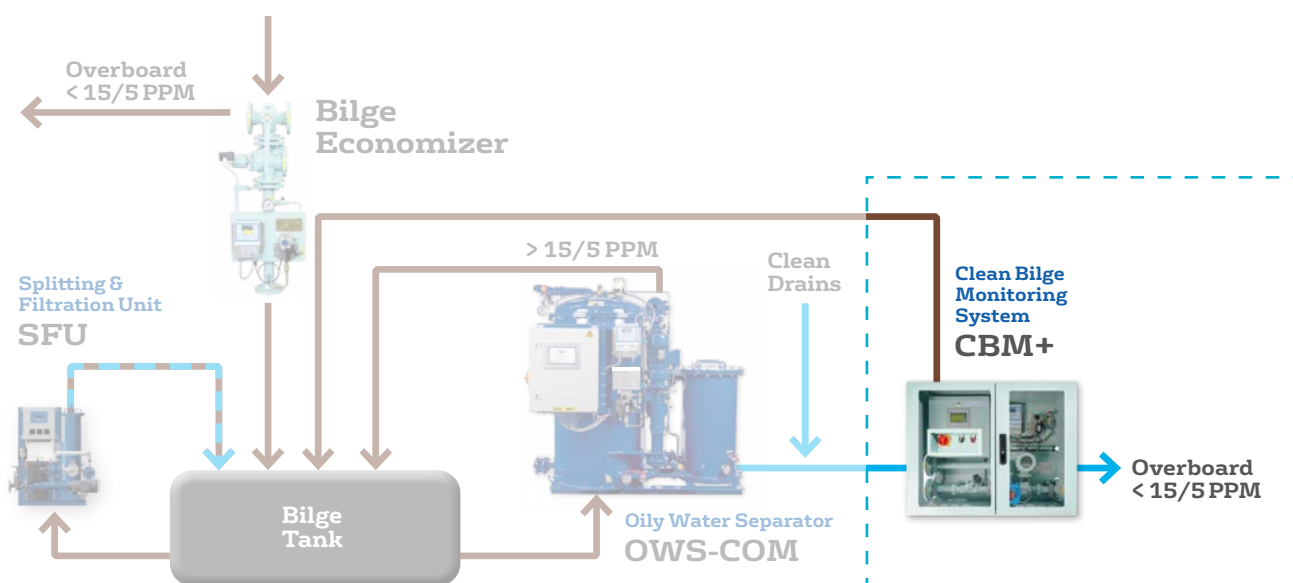 Overboard
< 15/5 PPM
Bilge
Economizer
> 15/5 PPM
Clean
Drains
Splitting &
Filtration Unit
SFU
Clean Bilge
Monitoring
System
CBM+
Overboard
< 15/5 PPM
Bilge
Tank
Oily Water Separator
OWS-COM